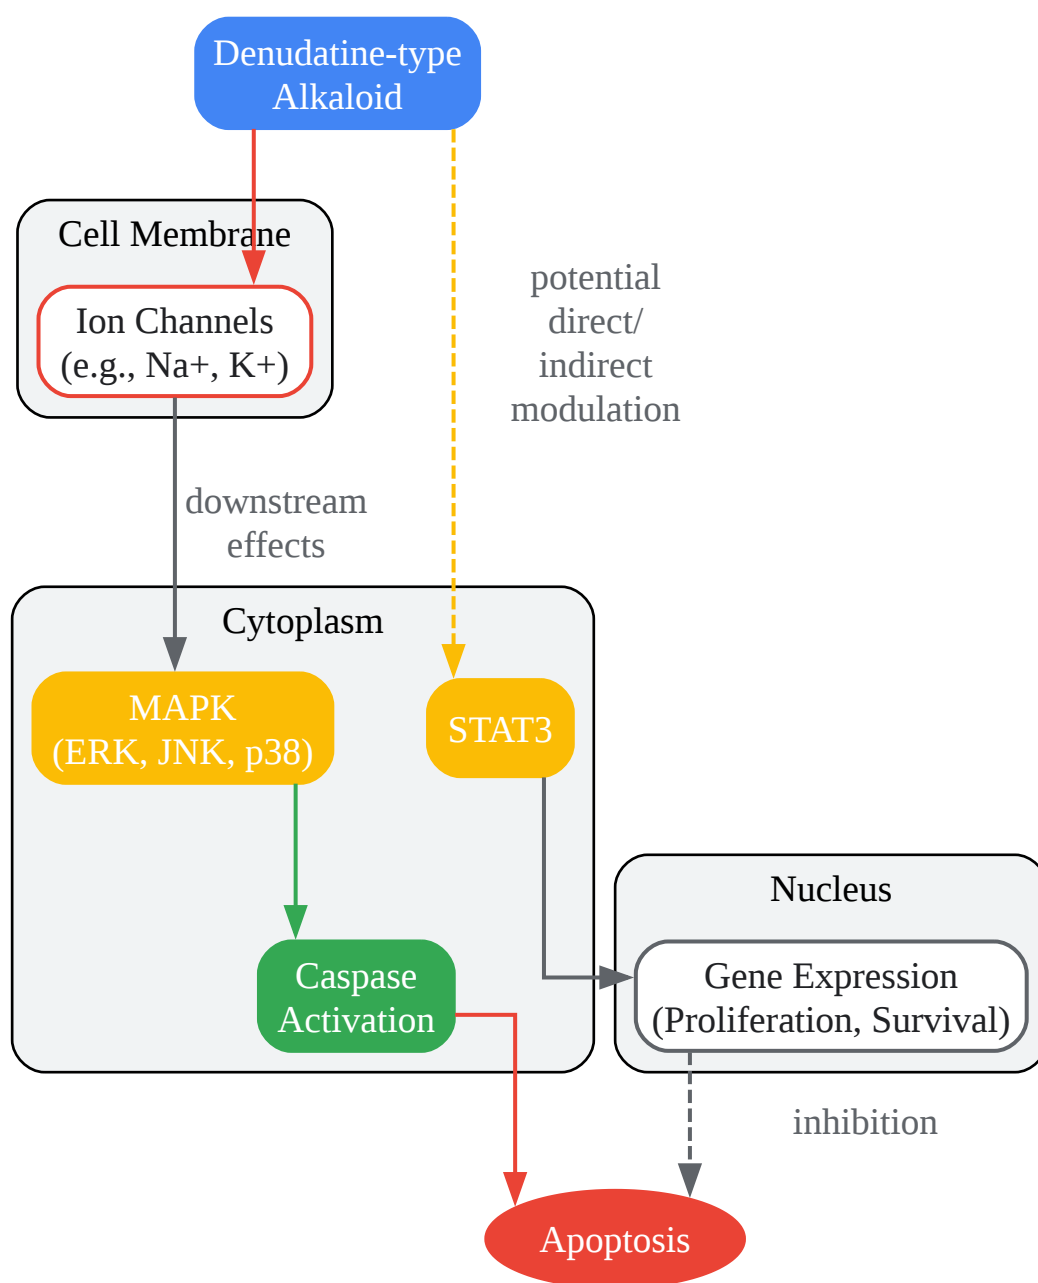 Denudatine-type
Alkaloid
Cell Membrane
Ion Channels
(e.g., Na+, K+)
potential
direct/
indirect
modulation
downstream
effects
Cytoplasm
MAPK
(ERK, JNK, p38)
STAT3
Nucleus
Caspase
Activation
Gene Expression
(Proliferation, Survival)
inhibition
Apoptosis